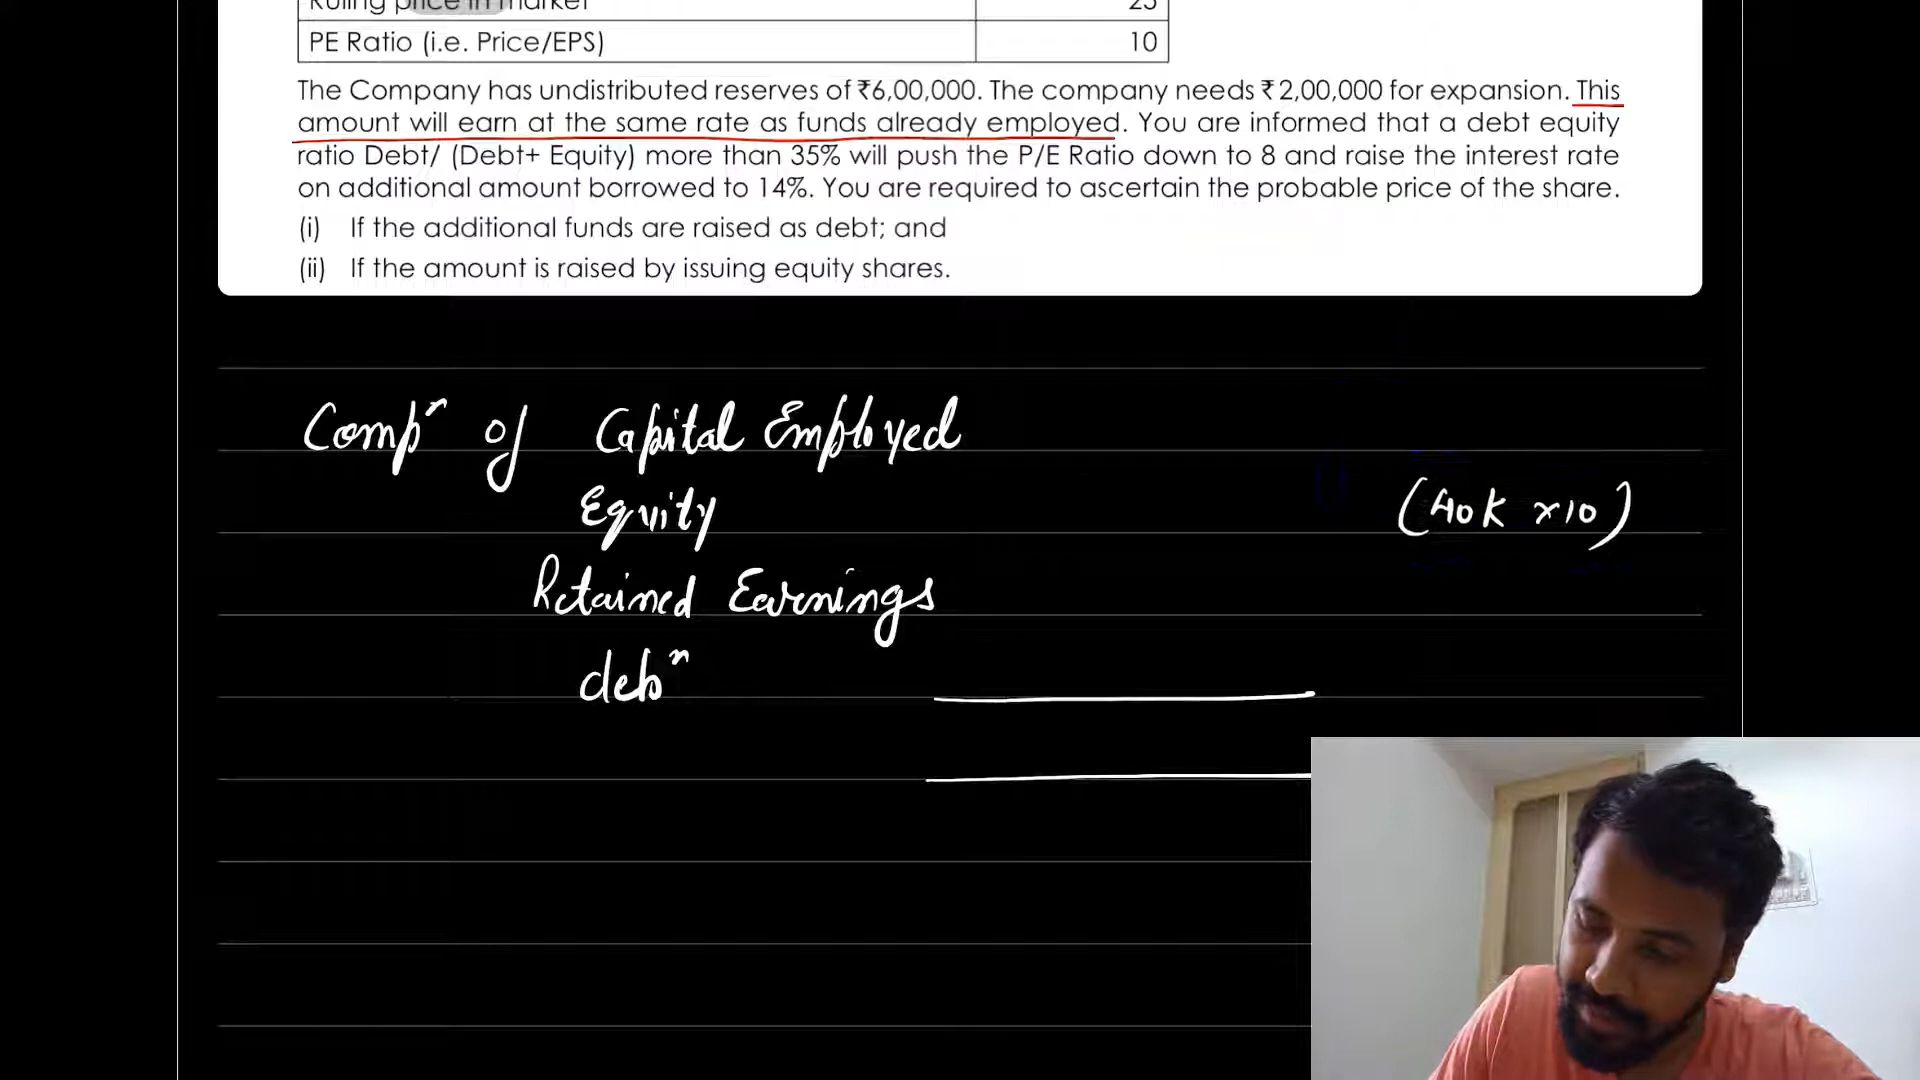 Ruling price in market 25
PE Ratio (i.e. Price/EPS) 10
The Company has undistributed reserves of ₹6,00,000. The company needs ₹2,00,000 for expansion. This
amount will earn at the same rate as funds already employed. You are informed that a debt equity
ratio Debt/ (Debt+ Equity) more than 35% will push the P/E Ratio down to 8 and raise the interest rate
on additional amount borrowed to 14%. You are required to ascertain the probable price of the share.
(i) If the additional funds are raised as debt; and
(ii) If the amount is raised by issuing equity shares.
Compⁿ of Capital Employed
Equity (40K x10)
Retained Earnings
debⁿ